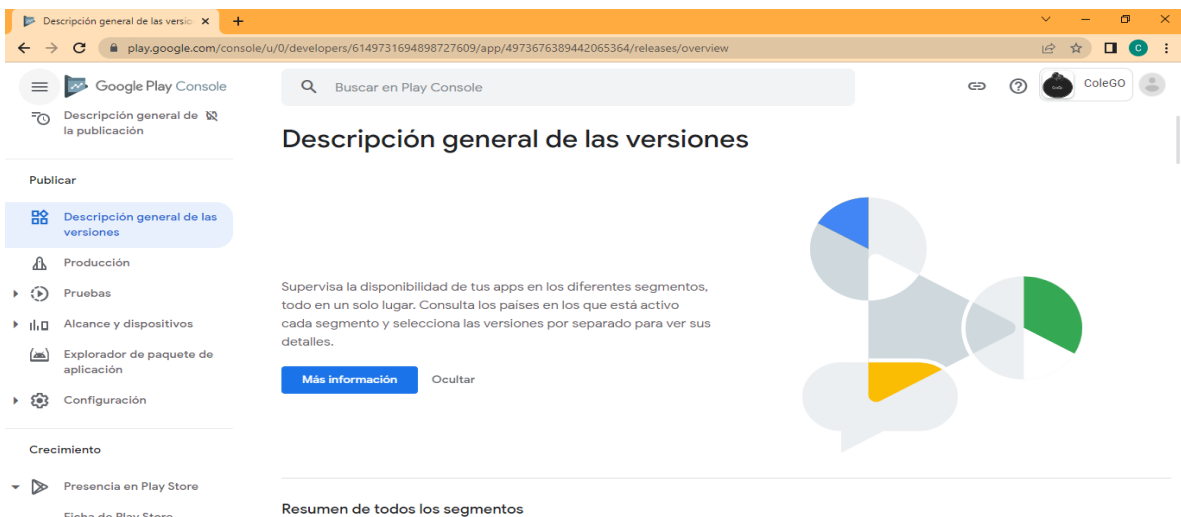 Descripción general de las versio
play.google.com/console/u/0/developers/6149731694898727609/app/4973676389442065364/releases/overview
C
Google Play Console
Buscar en Play Console
ColeGO
Descripción general de
la publicación
Descripción general de las versiones
Publicar
Descripción general de las
versiones
Producción
Pruebas
Alcance y dispositivos
Explorador de paquete de
aplicación
Configuración
Supervisa la disponibilidad de tus apps en los diferentes segmentos,
todo en un solo lugar. Consulta los países en los que está activo
cada segmento y selecciona las versiones por separado para ver sus
detalles.
Más información
Ocultar
Crecimiento
Presencia en Play Store
Ficha de Play Store
Resumen de todos los segmentos